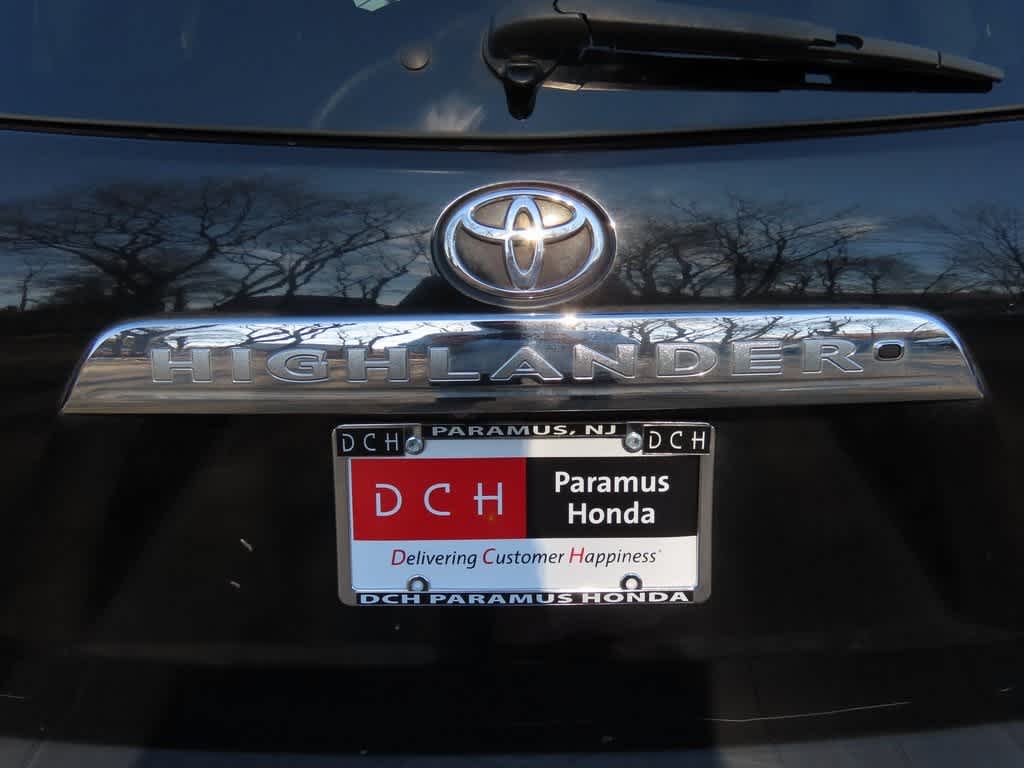 HIGHLANDER
DCH PARAMUS, NJ DCH
DCH Paramus
Honda
Delivering Customer Happiness
DCH PARAMUS HONDA